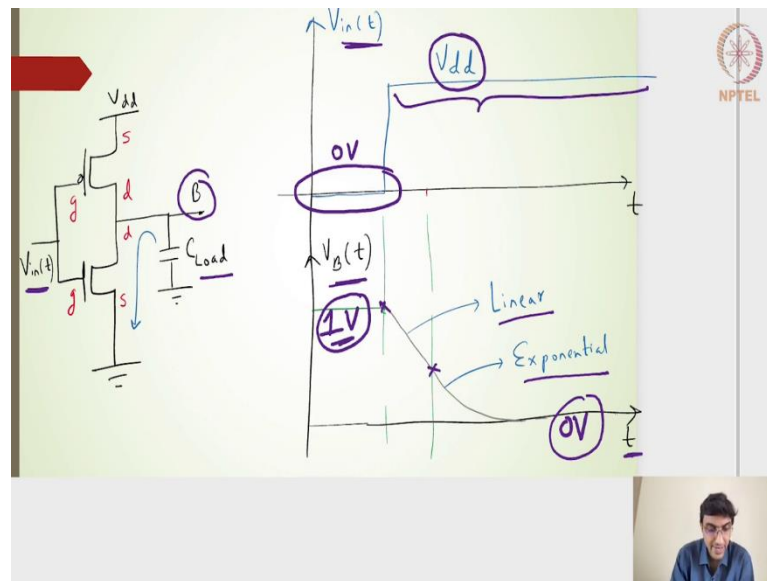 Vin(t)
Vdd
NPTEL
Vdd
s
0V
g
d
B
d
t
Vin(t)
g
s
CLoad
VB(t)
1V
Linear
Exponential
0V
t